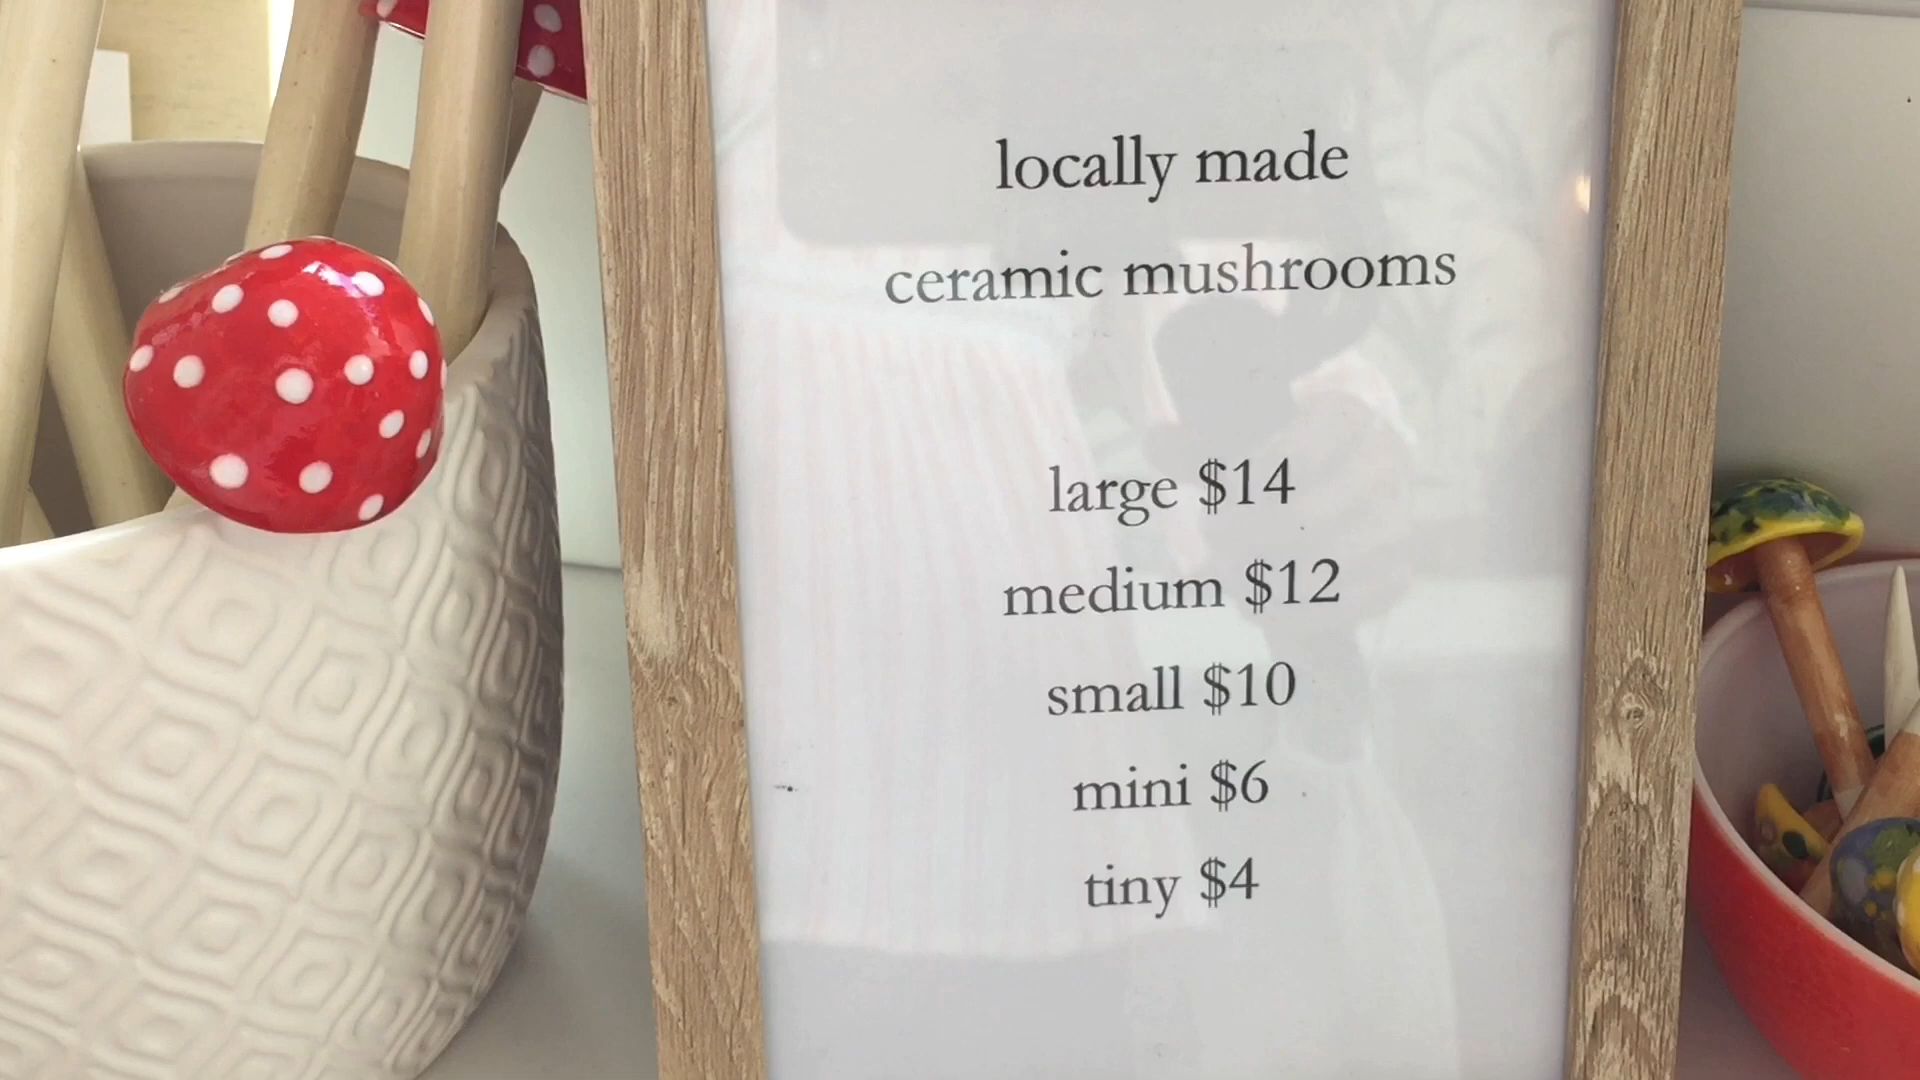 locally made
ceramic mushrooms
large $14
medium $12
small $10
mini $6
tiny $4